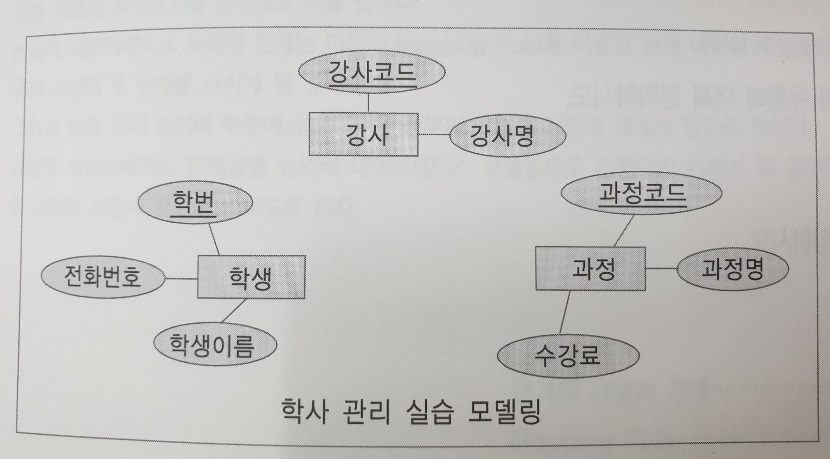 강사코드
강사 강사명
학번 과정코드
전화번호 학생 과정 과정명
학생이름 수강료
학사 관리 실습 모델링